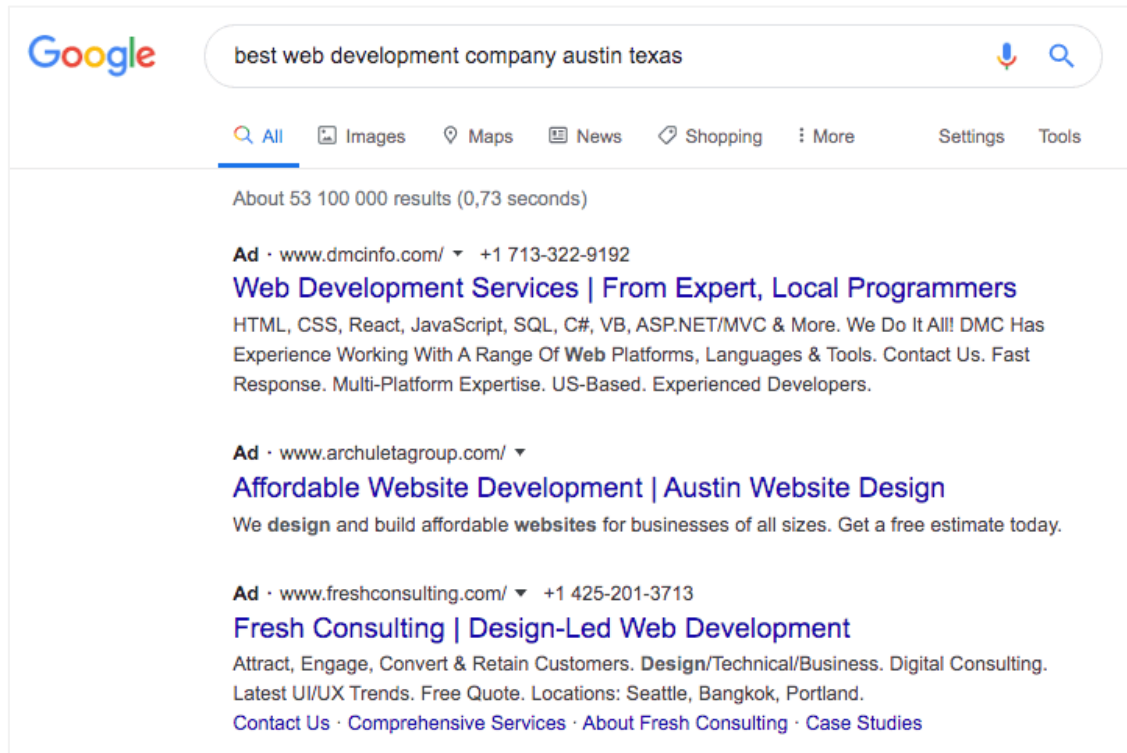 Google
best web development company austin texas
All Images Maps News Shopping More Settings Tools
About 53 100 000 results (0,73 seconds)
Ad · www.dmcinfo.com/ +1 713-322-9192
Web Development Services | From Expert, Local Programmers
HTML, CSS, React, JavaScript, SQL, C#, VB, ASP.NET/MVC & More. We Do It All! DMC Has
Experience Working With A Range Of Web Platforms, Languages & Tools. Contact Us. Fast
Response. Multi-Platform Expertise. US-Based. Experienced Developers.
Ad · www.archuletagroup.com/
Affordable Website Development | Austin Website Design
We design and build affordable websites for businesses of all sizes. Get a free estimate today.
Ad · www.freshconsulting.com/ +1 425-201-3713
Fresh Consulting | Design-Led Web Development
Attract, Engage, Convert & Retain Customers. Design/Technical/Business. Digital Consulting.
Latest UI/UX Trends. Free Quote. Locations: Seattle, Bangkok, Portland.
Contact Us · Comprehensive Services · About Fresh Consulting · Case Studies